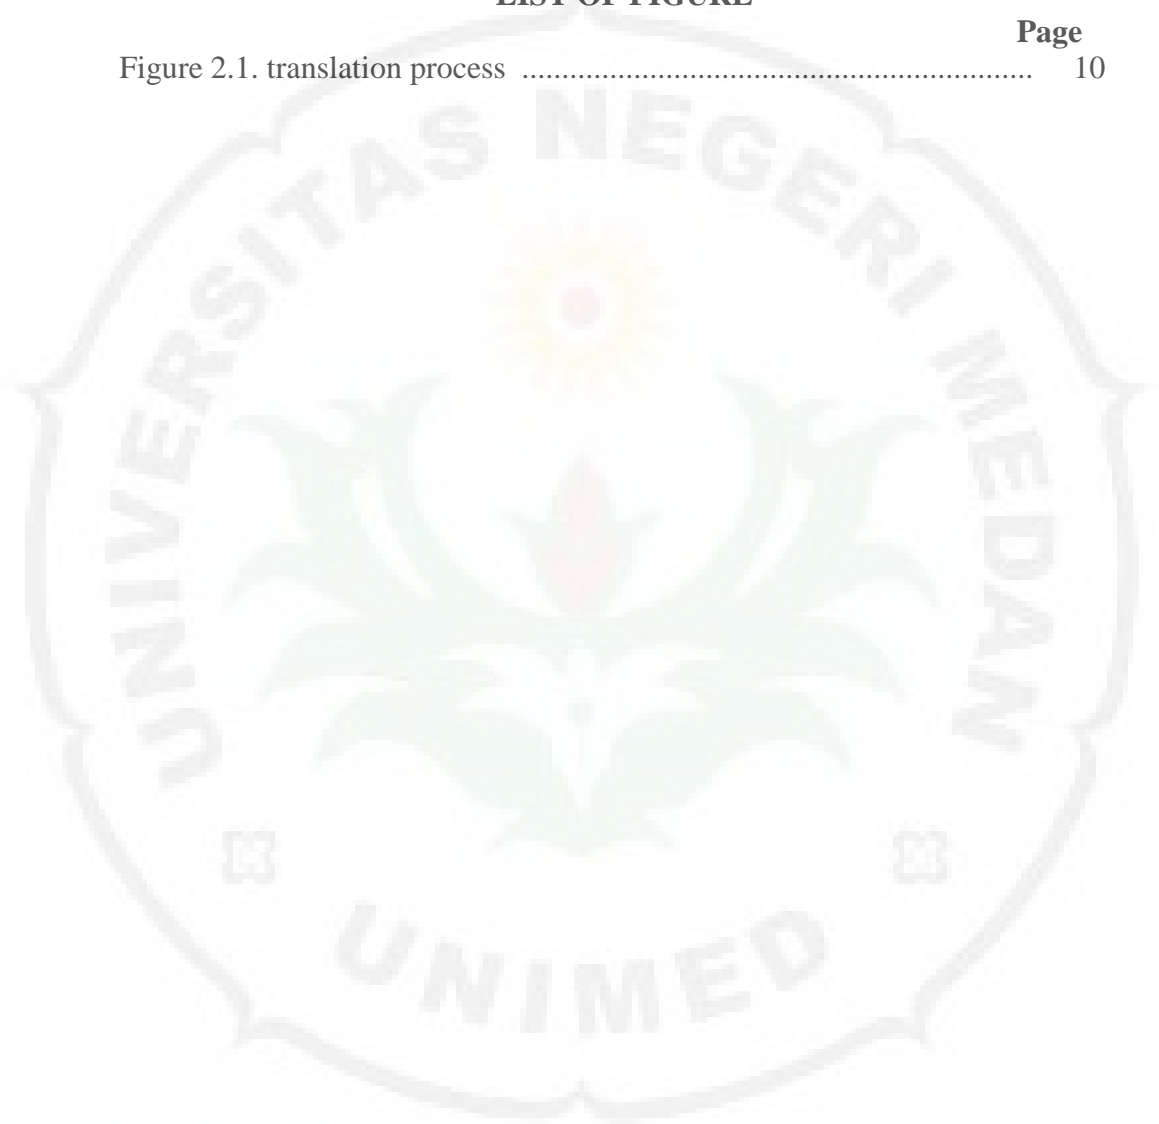 LIST OF FIGURE
Page
Figure 2.1. translation process ................................................................ 10
UNIVERSITAS NEGERI MEDAN
UNIMED